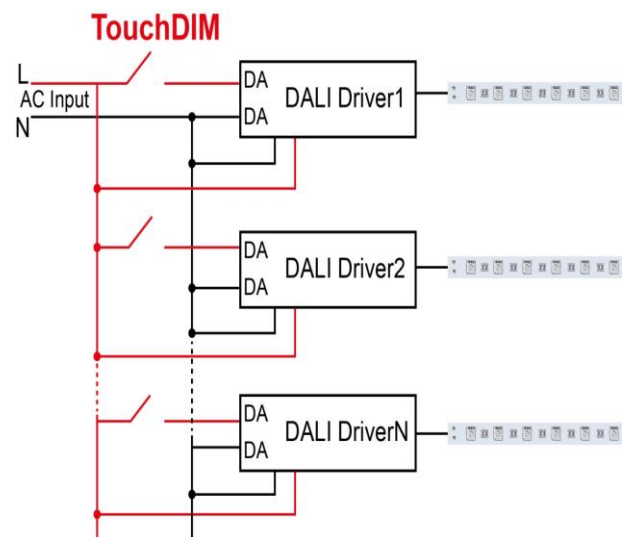 TouchDIM
L
AC Input
N
DA
DA
DALI Driver1
DA
DA
DALI Driver2
DA
DA
DALI DriverN